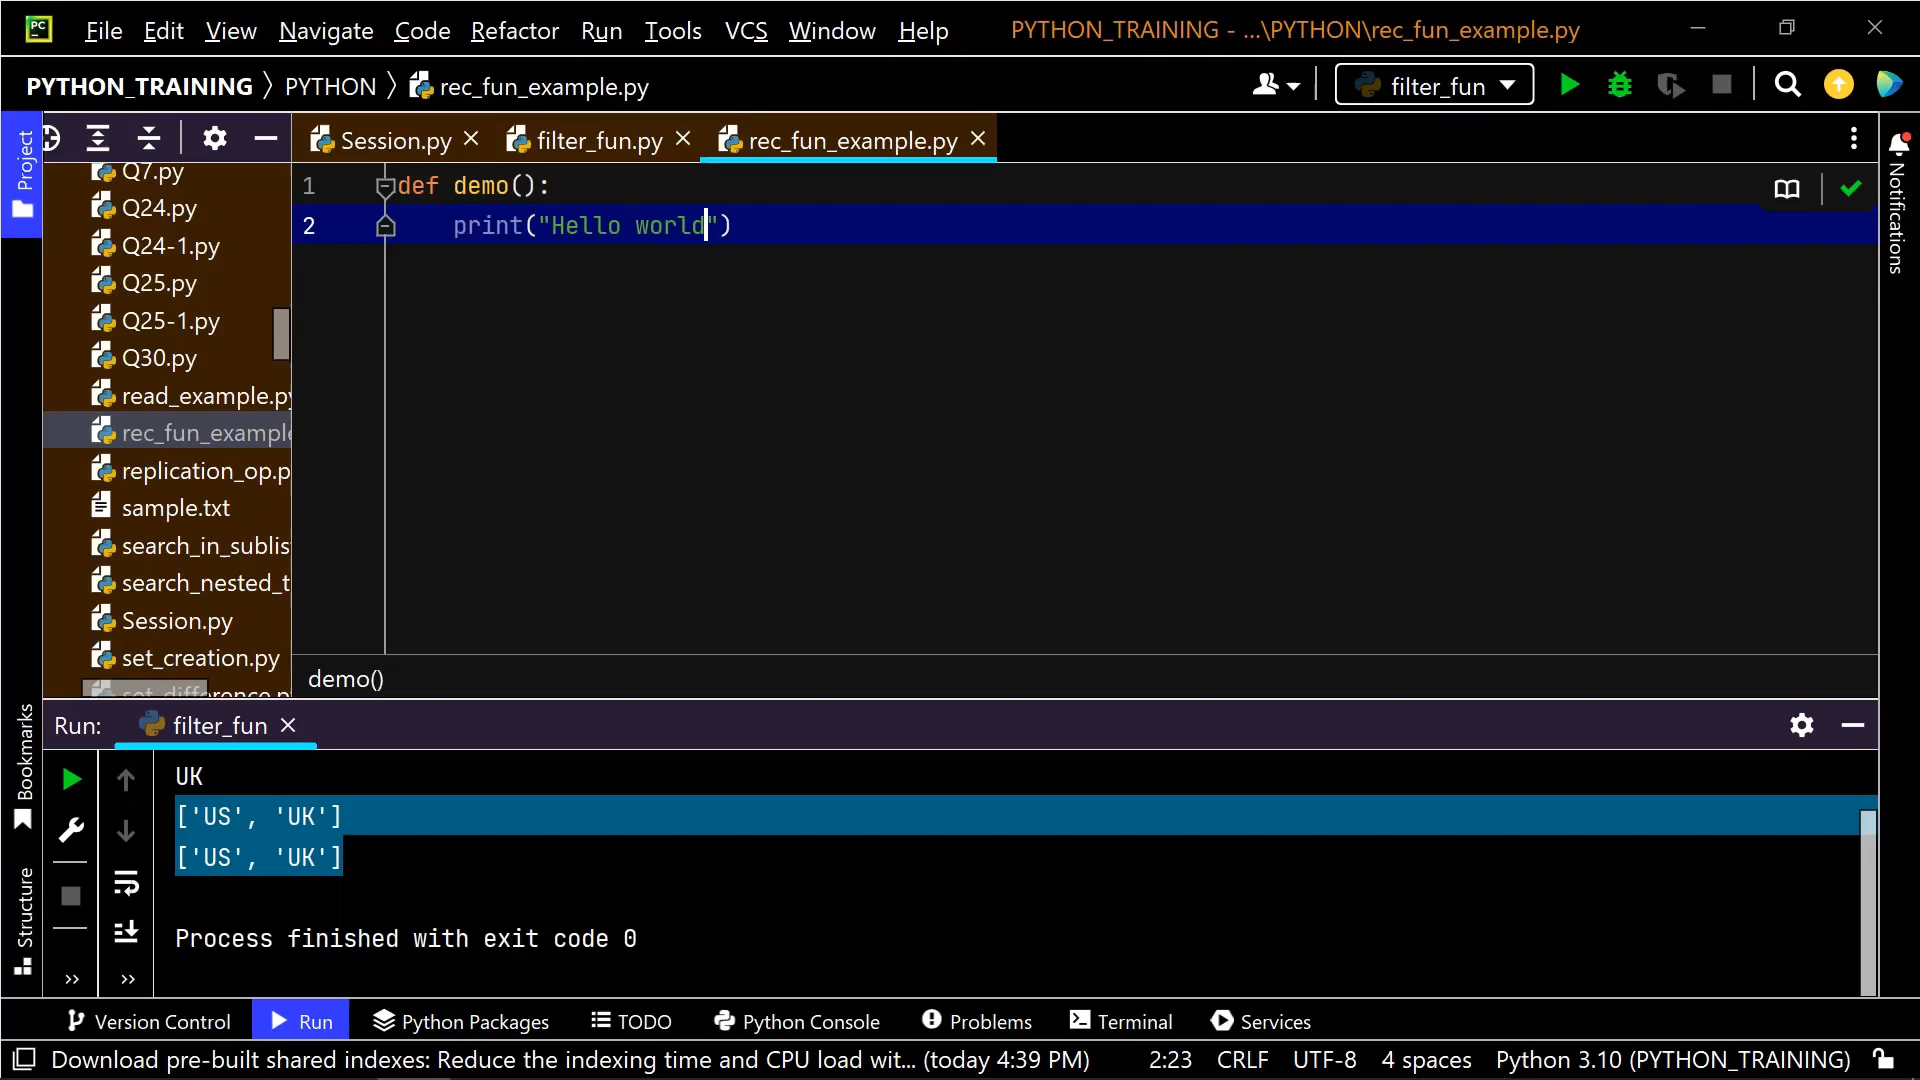 PC File Edit View Navigate Code Refactor Run Tools VCS Window Help PYTHON_TRAINING - ...\PYTHON\rec_fun_example.py
PYTHON_TRAINING PYTHON rec_fun_example.py filter_fun
Project
Session.py filter_fun.py rec_fun_example.py
Notifications
Q7.py
Q24.py
Q24-1.py
Q25.py
Q25-1.py
Q30.py
read_example.py
rec_fun_example
replication_op.p
sample.txt
search_in_sublis
search_nested_t
Session.py
set_creation.py
set_difference.p
1 def demo():
2 print("Hello world")
demo()
Bookmarks
Structure
Run: filter_fun
UK
['US', 'UK']
['US', 'UK']
Process finished with exit code 0
Version Control Run Python Packages TODO Python Console Problems Terminal Services
Download pre-built shared indexes: Reduce the indexing time and CPU load wit... (today 4:39 PM) 2:23 CRLF UTF-8 4 spaces Python 3.10 (PYTHON_TRAINING)